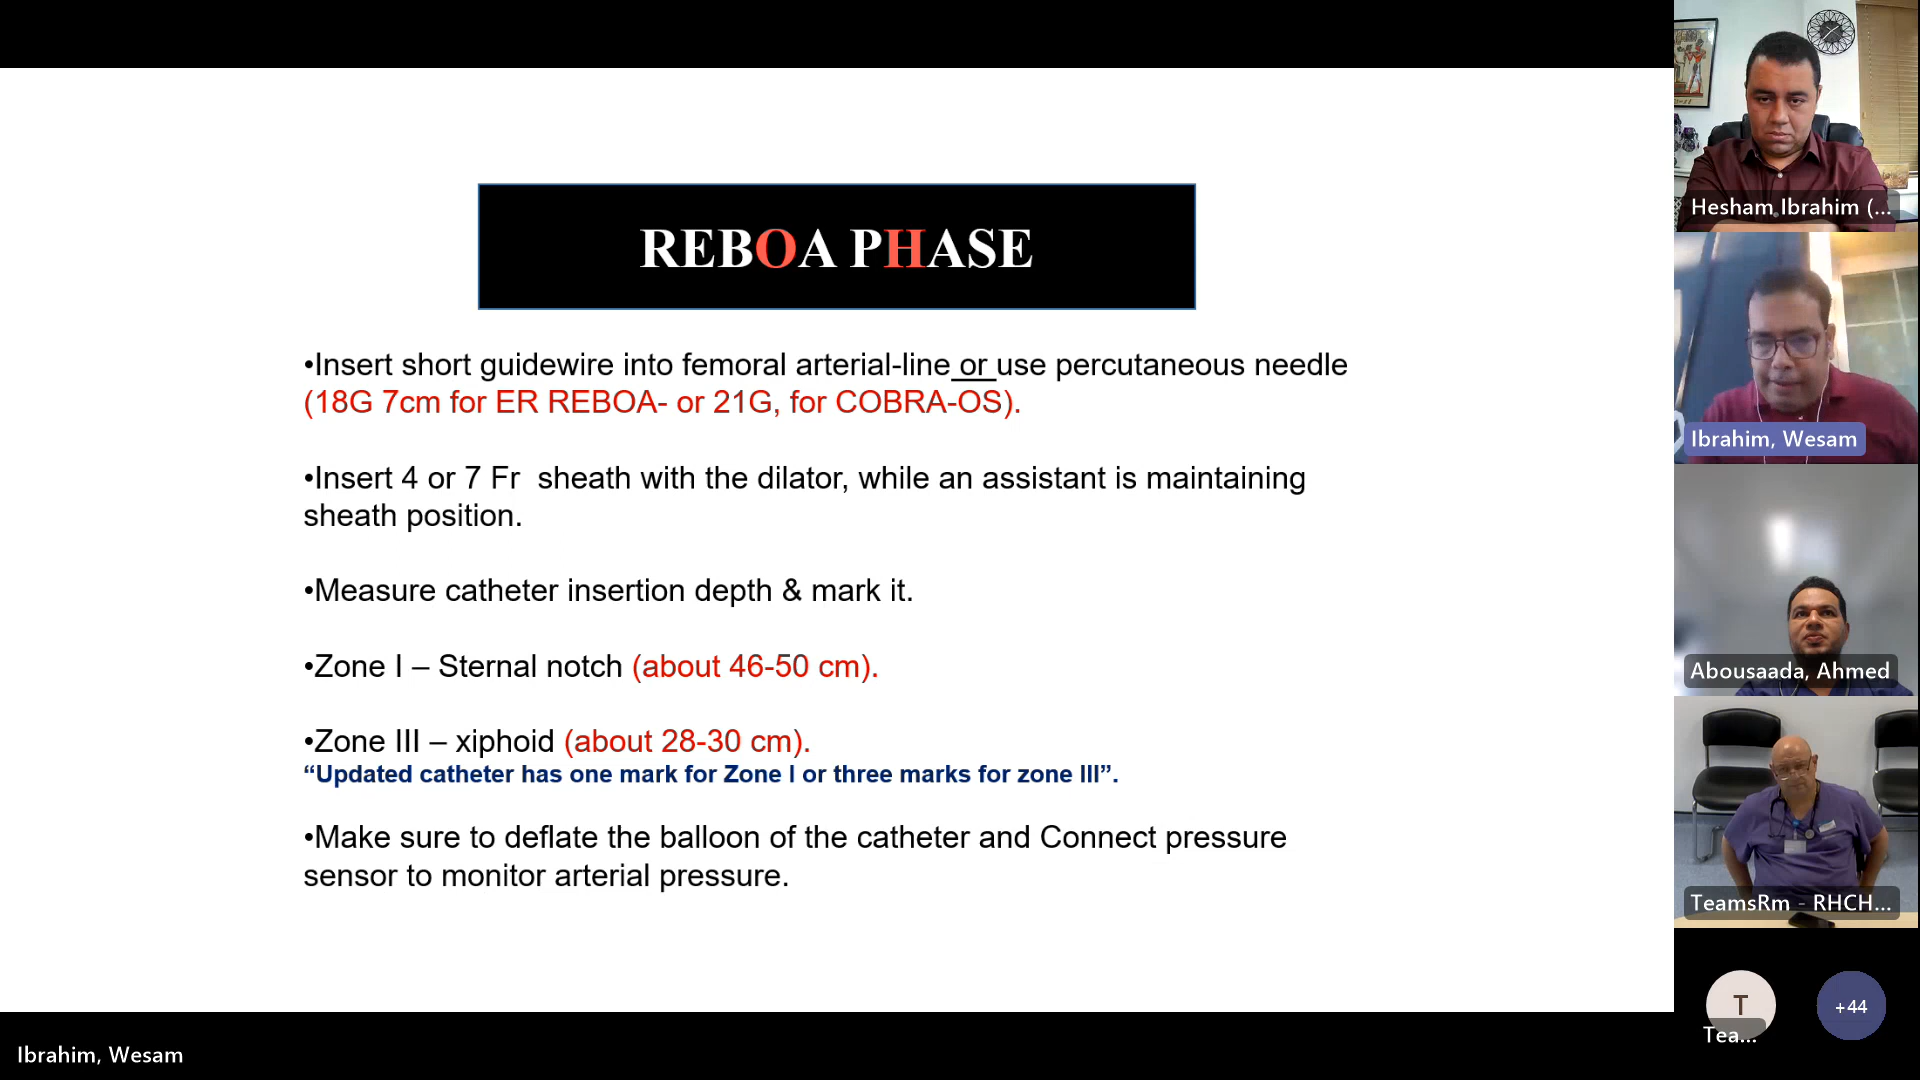 REBOA PHASE
•Insert short guidewire into femoral arterial-line or use percutaneous needle
(18G 7cm for ER REBOA- or 21G, for COBRA-OS).
•Insert 4 or 7 Fr sheath with the dilator, while an assistant is maintaining
sheath position.
•Measure catheter insertion depth & mark it.
•Zone I – Sternal notch (about 46-50 cm).
•Zone III – xiphoid (about 28-30 cm).
“Updated catheter has one mark for Zone I or three marks for zone III”.
•Make sure to deflate the balloon of the catheter and Connect pressure
sensor to monitor arterial pressure.
Ibrahim, Wesam
Hesham Ibrahim (...
Ibrahim, Wesam
Abousaada, Ahmed
TeamsRm - RHCH...
T
Tea...
+44